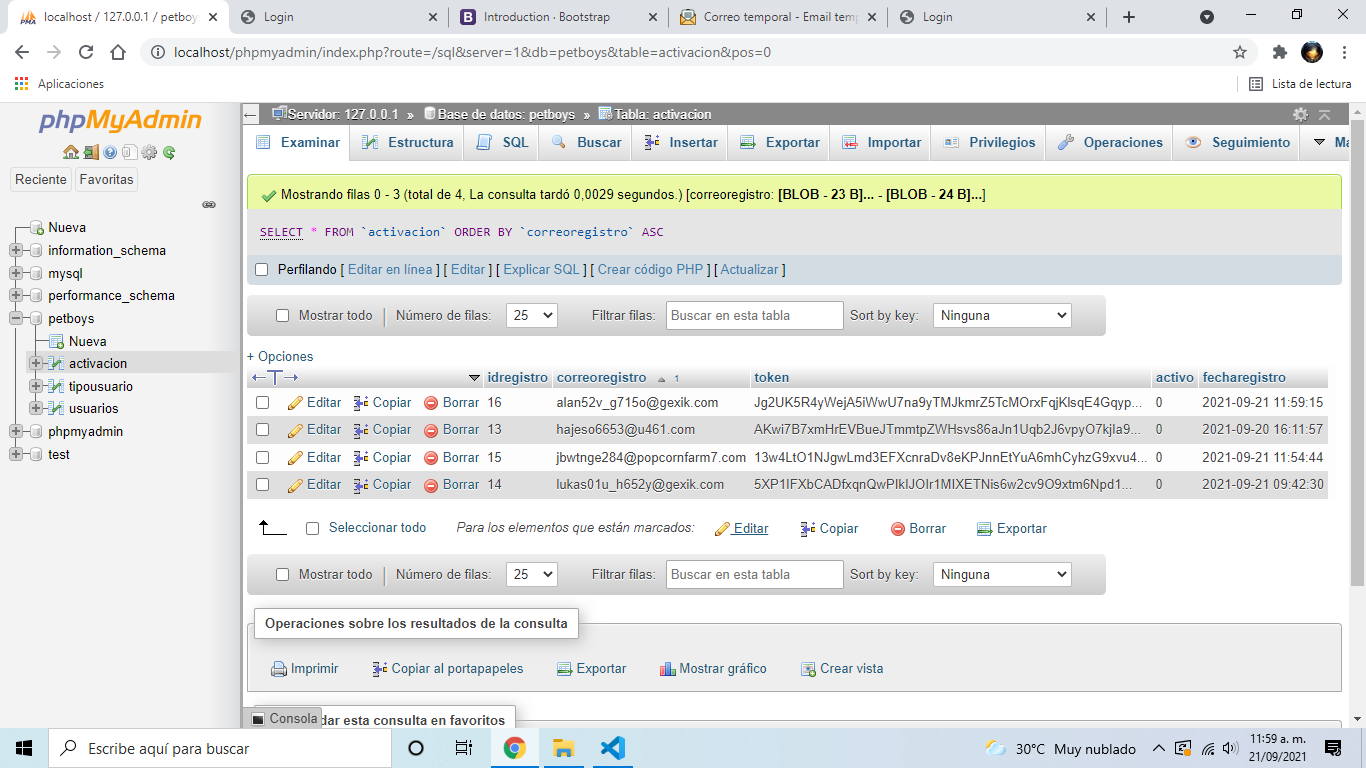 localhost / 127.0.0.1 / petboy
Login
Introduction · Bootstrap
Correo temporal - Email tem
Login
localhost/phpmyadmin/index.php?route=/sql&server=1&db=petboys&table=activacion&pos=0
Aplicaciones
Lista de lectura
phpMyAdmin
Reciente
Favoritas
Nueva
information_schema
mysql
performance_schema
petboys
Nueva
activacion
tipousuario
usuarios
phpmyadmin
test
Servidor: 127.0.0.1 » Base de datos: petboys » Tabla: activacion
Examinar Estructura SQL Buscar Insertar Exportar Importar Privilegios Operaciones Seguimiento
Mostrando filas 0 - 3 (total de 4, La consulta tardó 0,0029 segundos.) [correoregistro: [BLOB - 23 B]... - [BLOB - 24 B]...]
SELECT * FROM `activacion` ORDER BY `correoregistro` ASC
Perfilando [ Editar en línea ] [ Editar ] [ Explicar SQL ] [ Crear código PHP ] [ Actualizar ]
Mostrar todo | Número de filas: 25 Filtrar filas: Buscar en esta tabla Sort by key: Ninguna
+ Opciones
idregistro correoregistro 1 token activo fecharegistro
Editar Copiar Borrar 16 alan52v_g715o@gexik.com Jg2UK5R4yWejA5iWwU7na9yTMJkmrZ5TcMOrxFqjKlsqE4Gqyp... 0 2021-09-21 11:59:15
Editar Copiar Borrar 13 hajeso6653@u461.com AKwi7B7xmHrEVBueJTmmtpZWHsvs86aJn1Uqb2J6vpyO7kjla9... 0 2021-09-20 16:11:57
Editar Copiar Borrar 15 jbwtnge284@popcornfarm7.com 13w4LtO1NJgwLmd3EFXcnraDv8eKPJnnEtYuA6mhCyhzG9xvu4... 0 2021-09-21 11:54:44
Editar Copiar Borrar 14 lukas01u_h652y@gexik.com 5XP1IFXbCADfxqnQwPlkIJOIr1MIXETNis6w2cv9O9xtm6Npd1... 0 2021-09-21 09:42:30
Seleccionar todo Para los elementos que están marcados: Editar Copiar Borrar Exportar
Mostrar todo | Número de filas: 25 Filtrar filas: Buscar en esta tabla Sort by key: Ninguna
Operaciones sobre los resultados de la consulta
Imprimir Copiar al portapapeles Exportar Mostrar gráfico Crear vista
Consola
dar esta consulta en favoritos
Escribe aquí para buscar
30°C Muy nublado
11:59 a. m.
21/09/2021